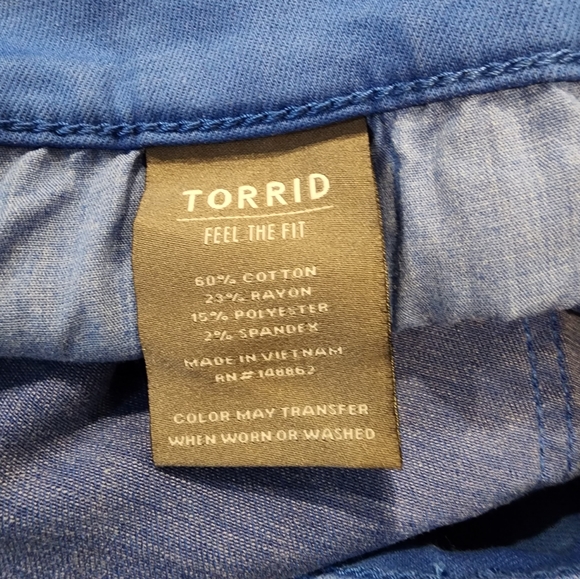 TORRID
FEEL THE FIT
60% COTTON
23% RAYON
15% POLYESTER
2% SPANDEX
MADE IN VIETNAM
RN# 148862
COLOR MAY TRANSFER
WHEN WORN OR WASHED